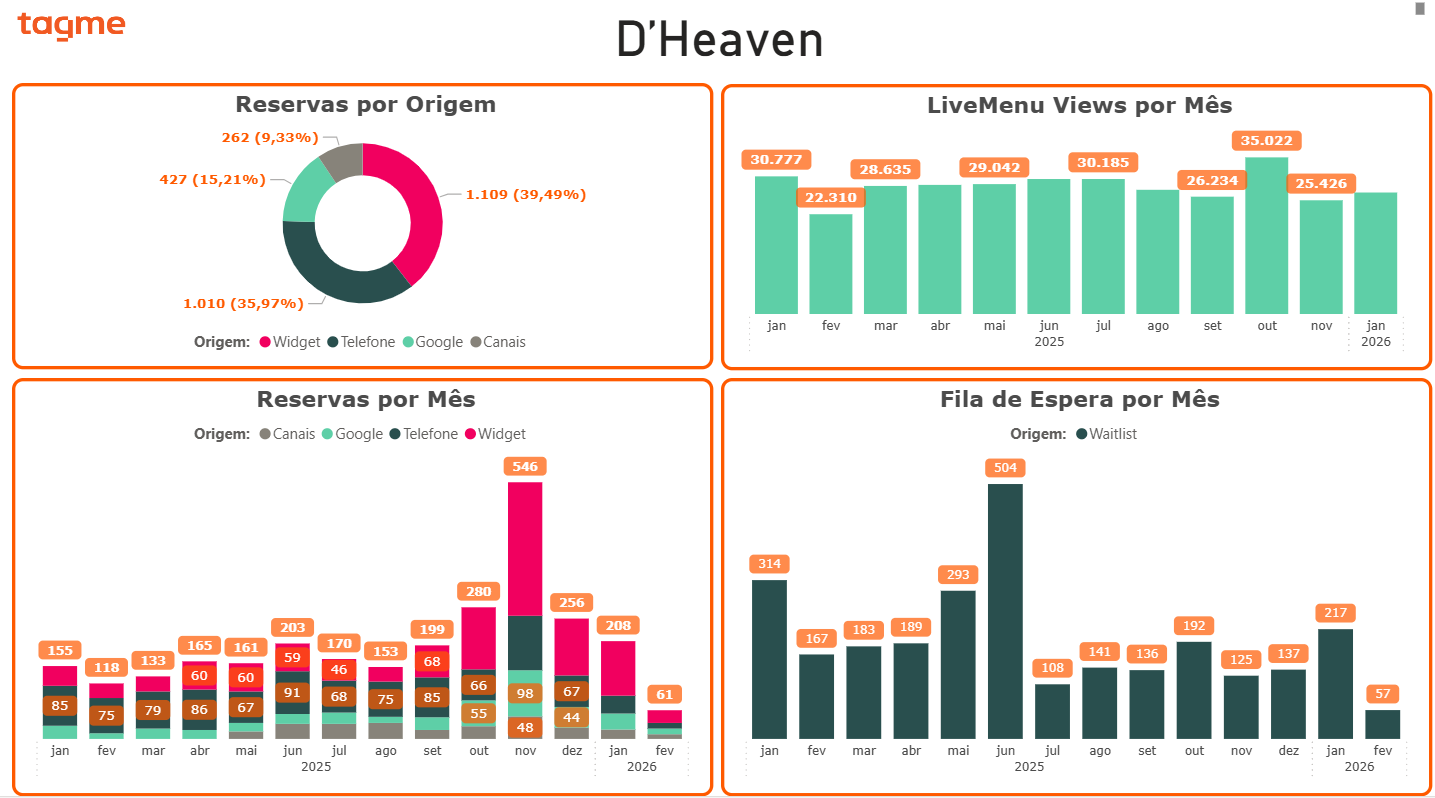 tagme
D'Heaven
Reservas por Origem
262 (9,33%)
427 (15,21%)
1.109 (39,49%)
1.010 (35,97%)
Origem: Widget Telefone Google Canais
LiveMenu Views por Mês
35.022
30.777
28.635
29.042
30.185
22.310
26.234
25.426
jan fev mar abr mai jun jul ago set out nov jan
2025 2026
Reservas por Mês
Origem: Canais Google Telefone Widget
546
280
256
155 118 133 165 161 203 170 153 199 208
60 60 59 46 68
61
85 75 79 86 67 91 68 75 85 66 98 67
55 48 44
jan fev mar abr mai jun jul ago set out nov dez jan fev
2025 2026
Fila de Espera por Mês
Origem: Waitlist
504
314
293
167 183 189 108 141 136 192 125 137 217 57
jan fev mar abr mai jun jul ago set out nov dez jan fev
2025 2026